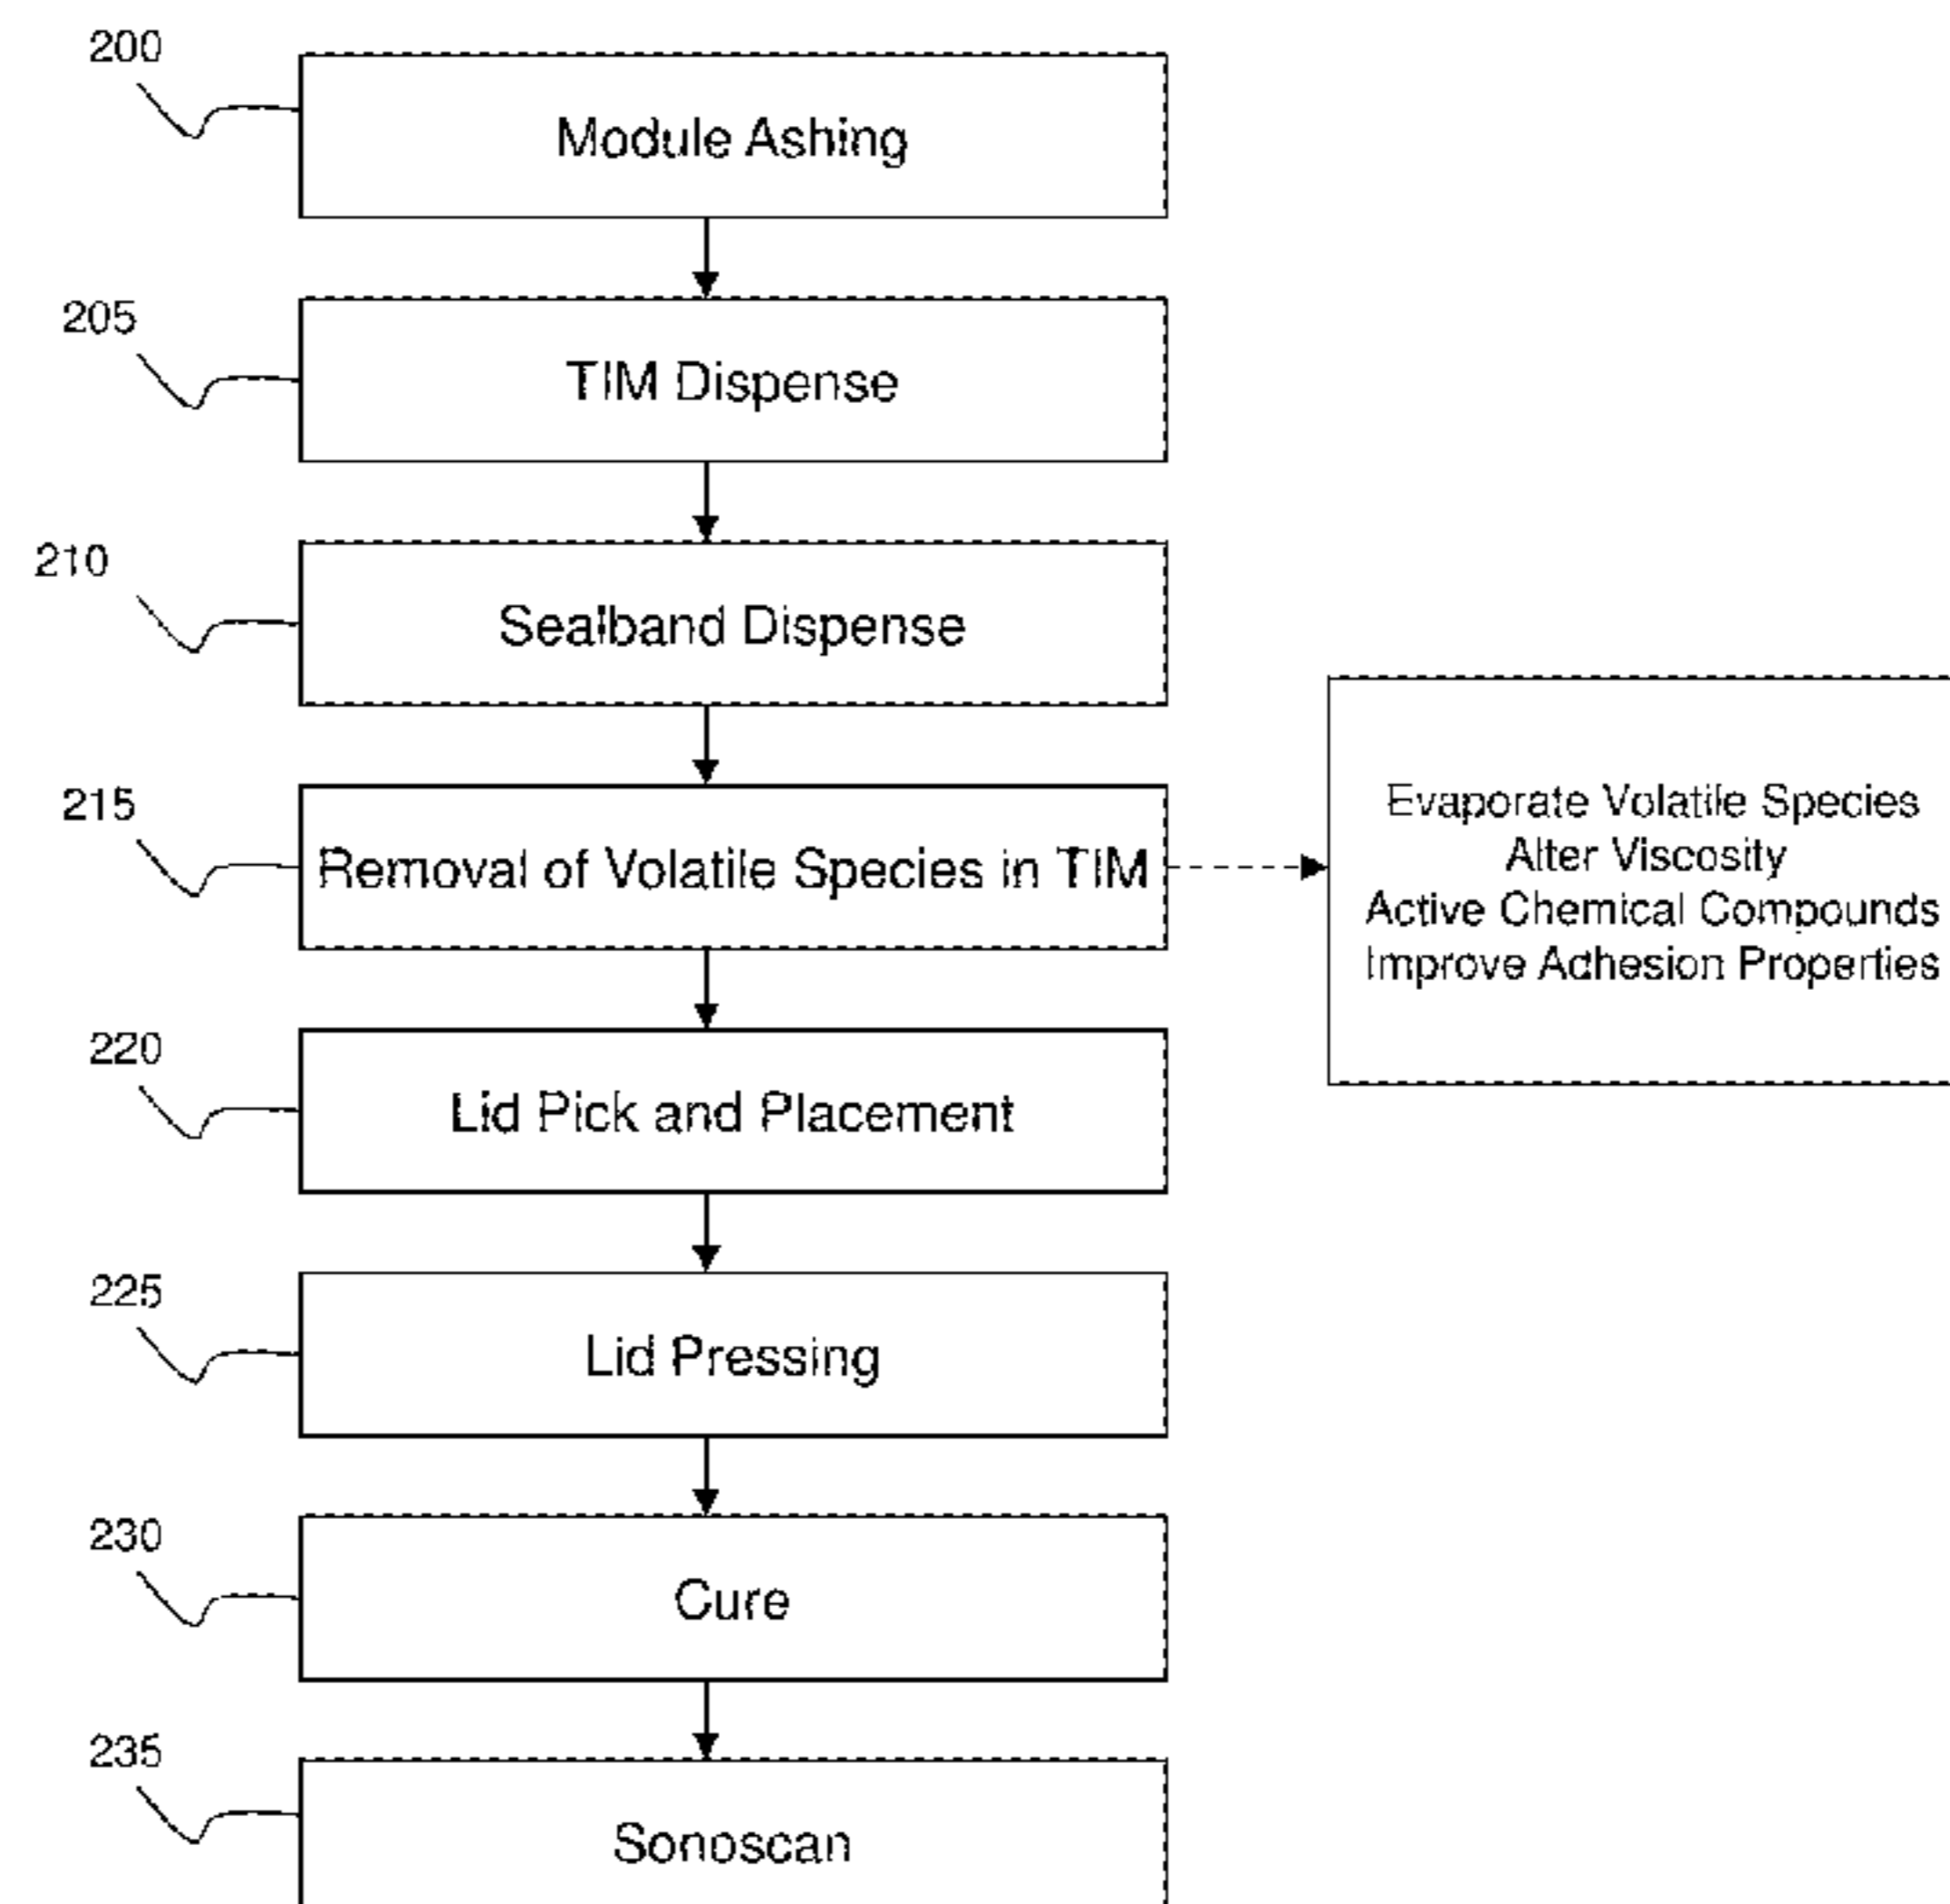 200
Module Ashing
205
TIM Dispense
210
Sealband Dispense
215
Removal of Volatile Species in TIM
Evaporate Volatile Species
Alter Viscosity
Active Chemical Compounds
Improve Adhesion Properties
220
Lid Pick and Placement
225
Lid Pressing
230
Cure
235
Sonoscan